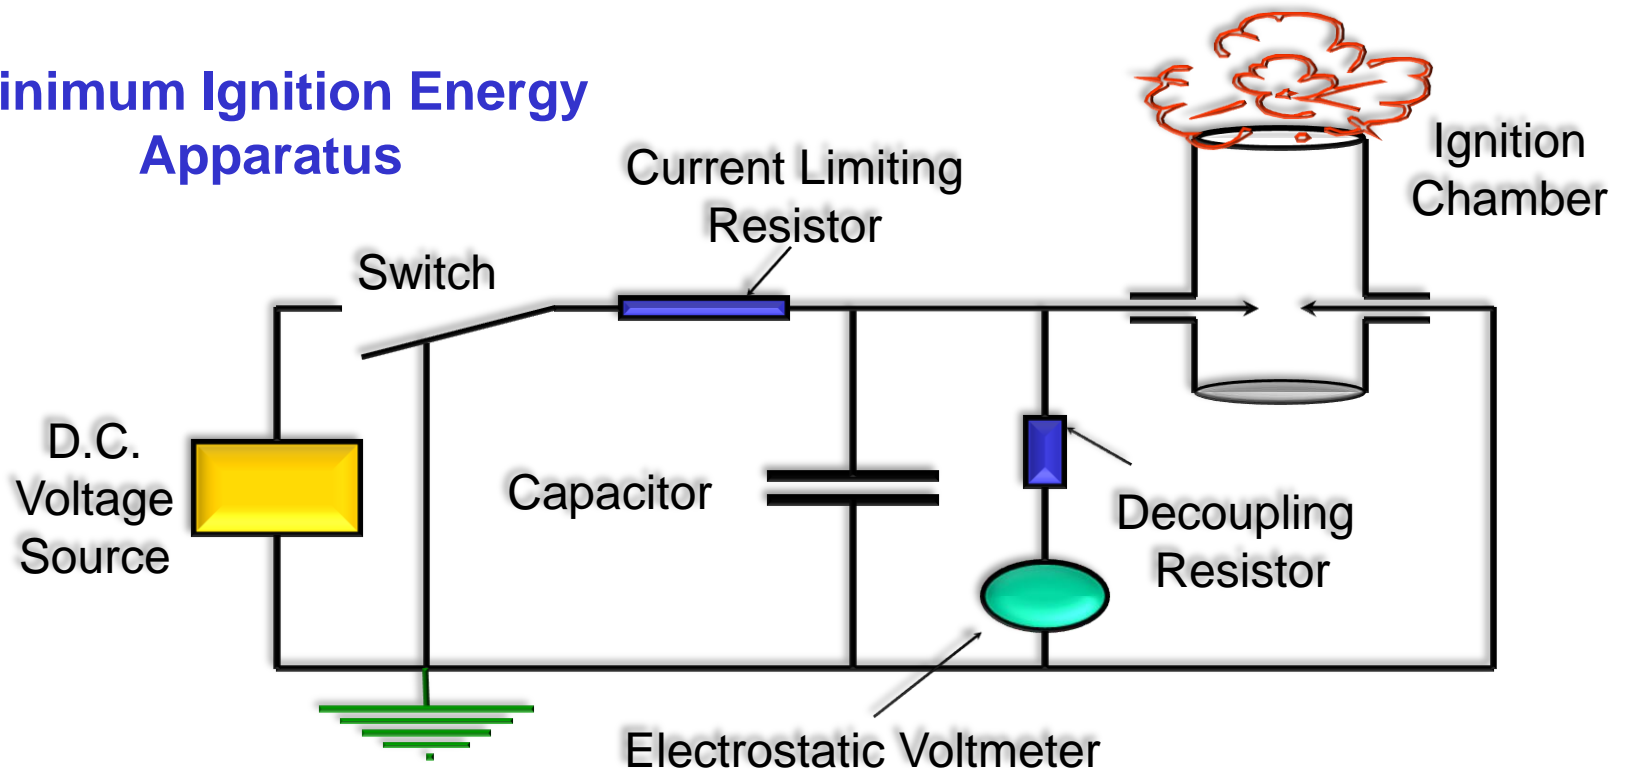 inimum Ignition Energy
Apparatus
Current Limiting
Resistor
Ignition
Chamber
Switch
D.C.
Voltage
Source
Capacitor
Decoupling
Resistor
Electrostatic Voltmeter